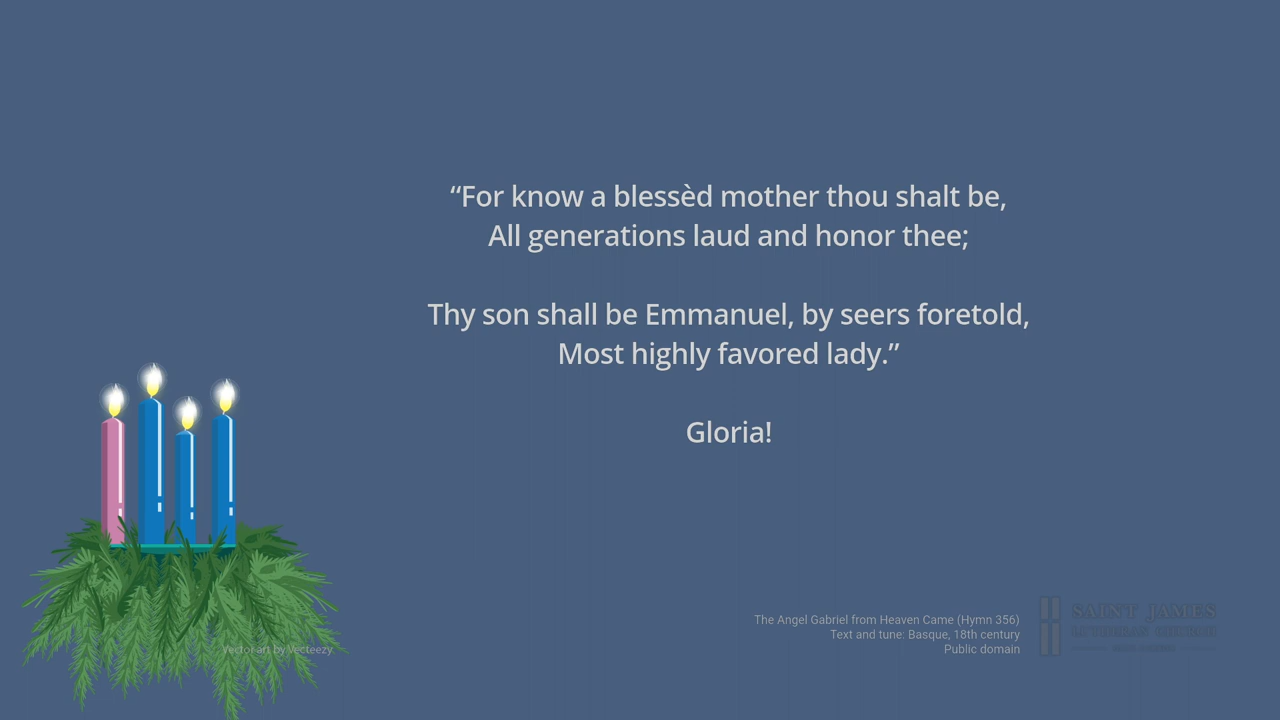 “For know a blessèd mother thou shalt be,
All generations laud and honor thee;
Thy son shall be Emmanuel, by seers foretold,
Most highly favored lady.”
Gloria!
The Angel Gabriel from Heaven Came (Hymn 356)
Text and tune: Basque, 18th century
Public domain
SAINT JAMES
LUTHERAN CHURCH
Vector art by Vecteezy